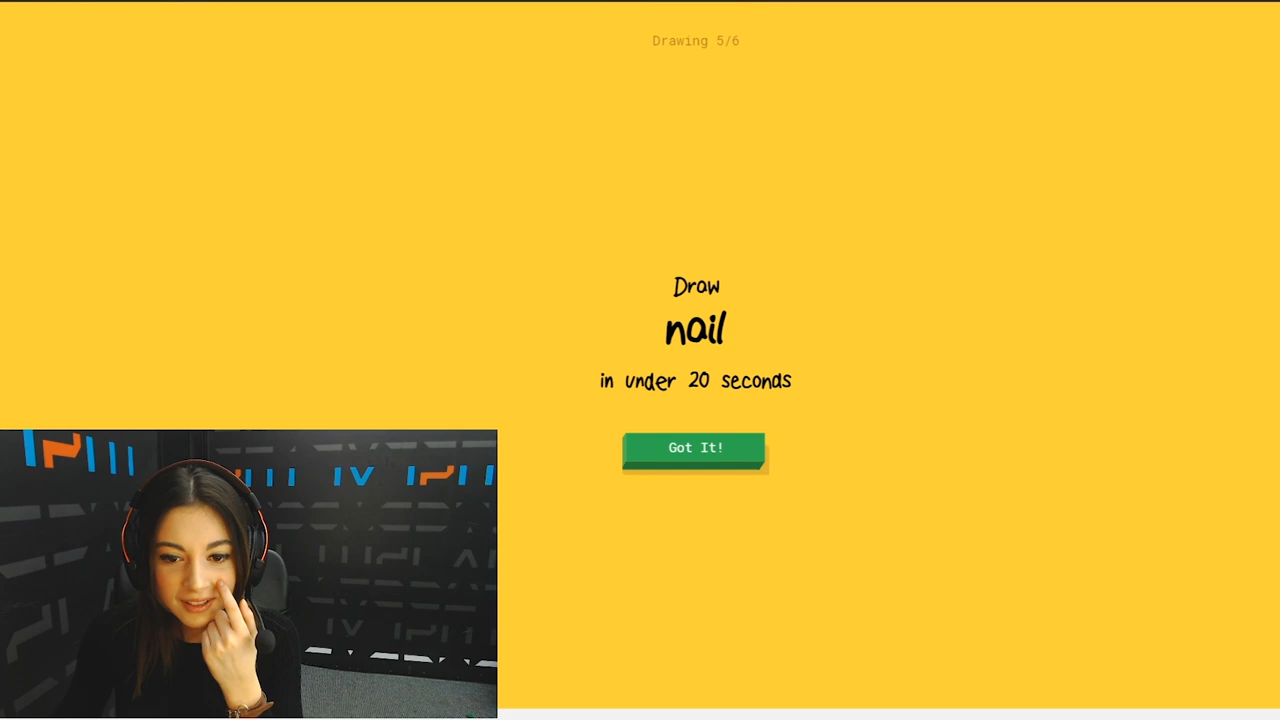 Drawing 5/6
Draw
nail
in under 20 seconds
Got It!